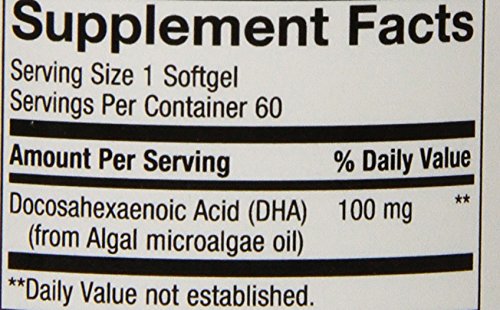 Supplement Facts
Serving Size 1 Softgel
Servings Per Container 60
Amount Per Serving % Daily Value
Docosahexaenoic Acid (DHA) 100 mg **
(from Algal microalgae oil)
**Daily Value not established.